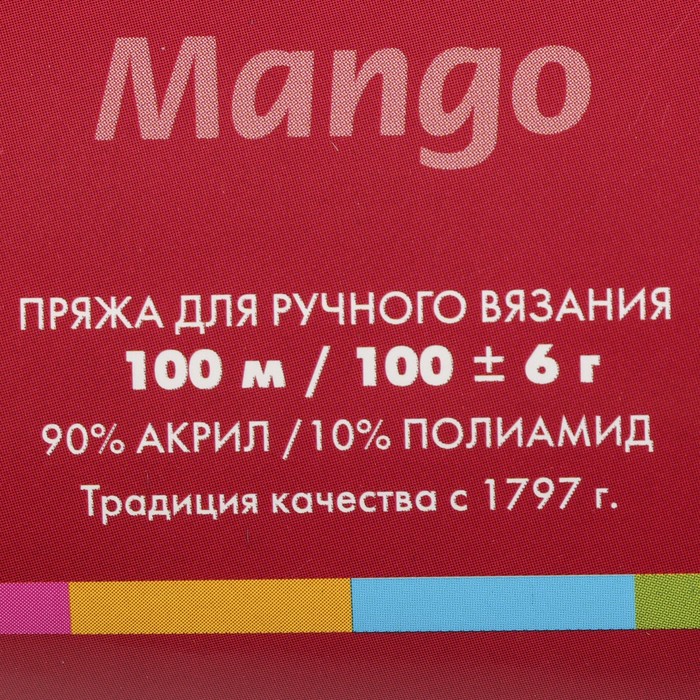 Mango
ПРЯЖА ДЛЯ РУЧНОГО ВЯЗАНИЯ
100 м / 100 ± 6 г
90% АКРИЛ /10% ПОЛИАМИД
Традиция качества с 1797 г.